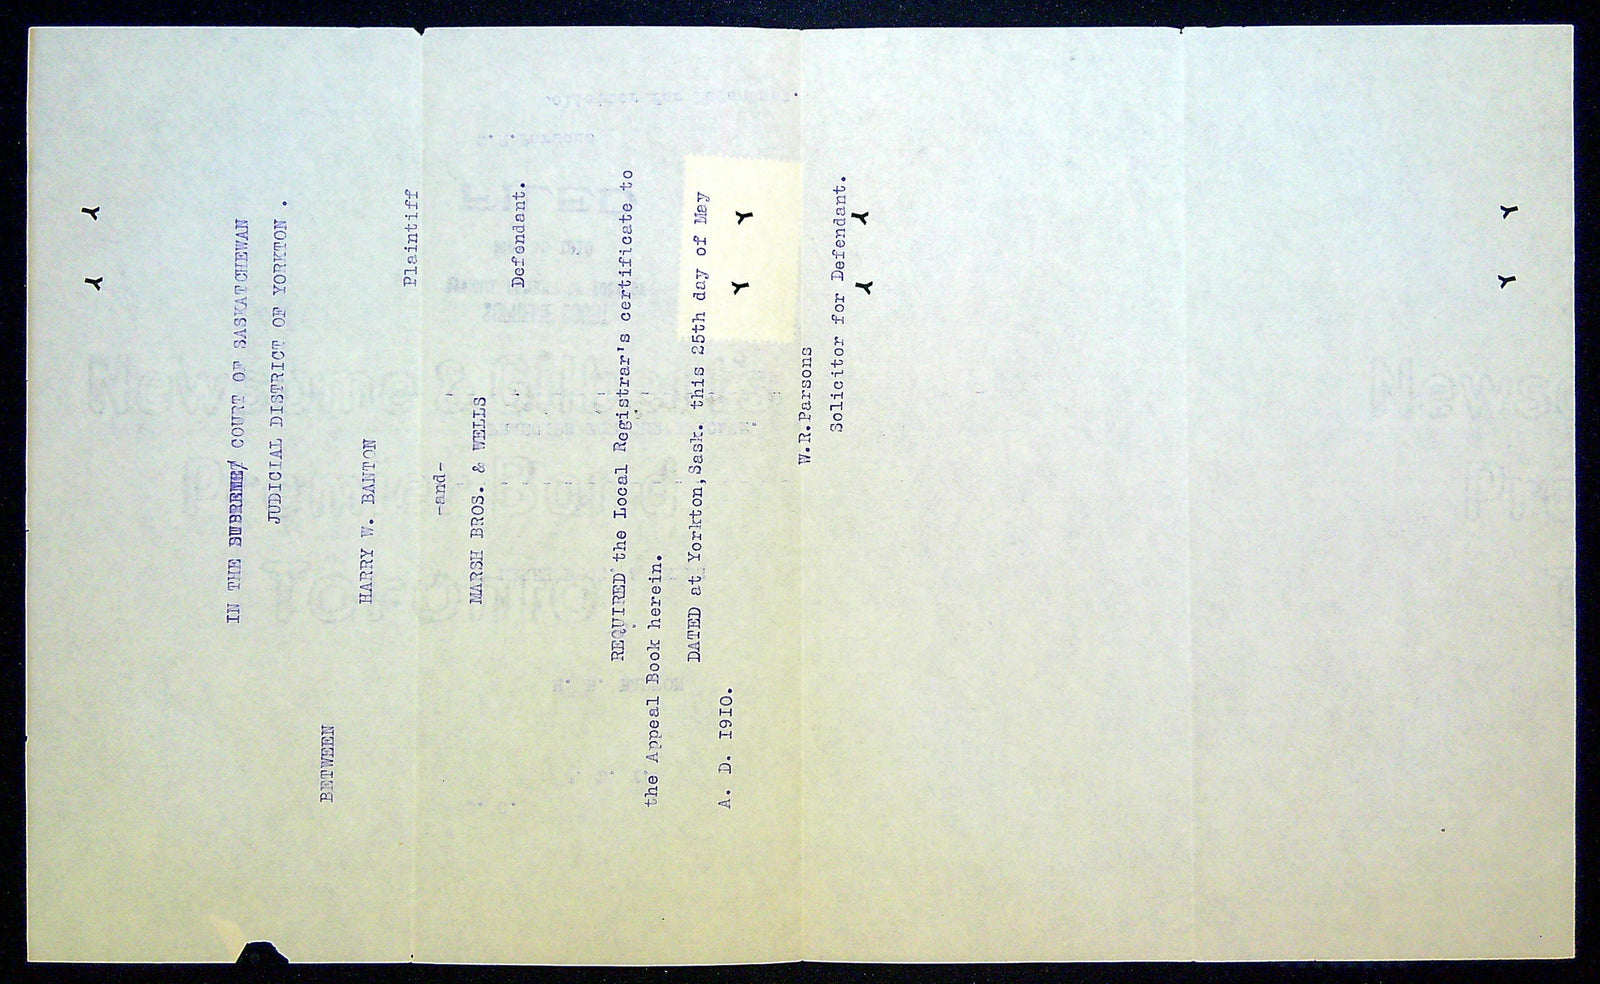 IN THE SUPREME COURT OF SASKATCHEWAN
JUDICIAL DISTRICT OF YORKTON .
BETWEEN
HARRY W. BANTON
Plaintiff
-and-
MARSH BROS. & WELLS
Defendant.
REQUIRED the Local Registrar's certificate to
the Appeal Book herein.
DATED at Yorkton, Sask. this 25th day of May
A. D. 1910.
W.R.Parsons
Solicitor for Defendant.